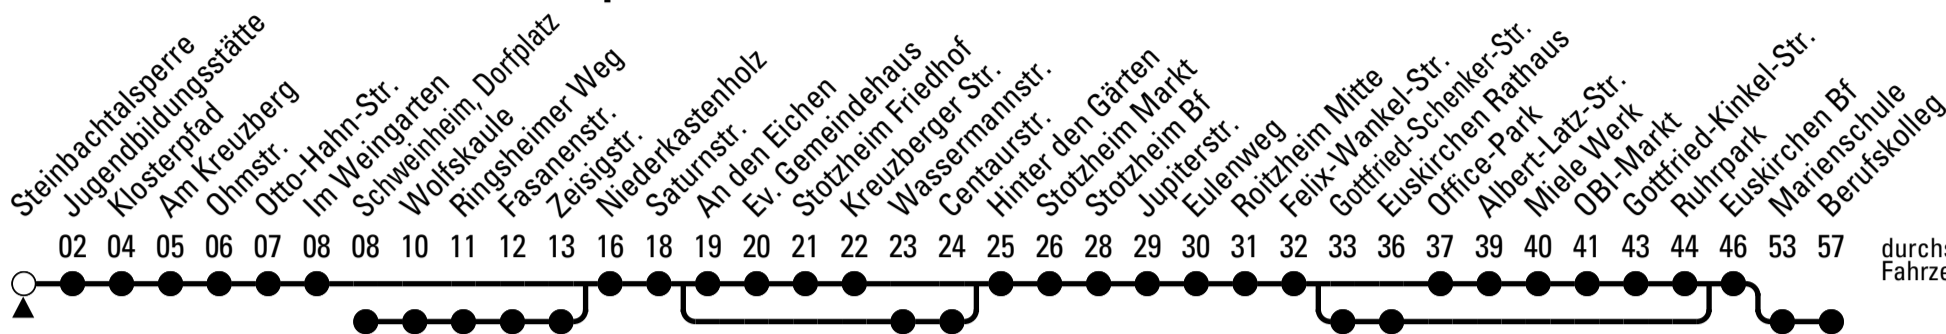 Steinbachtalsperre
Jugendbildungsstätte
Klosterpfad
Am Kreuzberg
Ohmstr.
Otto-Hahn-Str.
Im Weingarten
Schweinheim, Dorfplatz
Wolfskaule
Ringsheimer Weg
Fasanenstr.
Zeisigstr.
Niederkastenholz
Saturnstr.
An den Eichen
Ev. Gemeindehaus
Stotzheim Friedhof
Kreuzberger Str.
Wassermannstr.
Centaurstr.
Hinter den Gärten
Stotzheim Markt
Stotzheim Bf
Jupiterstr.
Eulenweg
Roitzheim Mitte
Felix-Wankel-Str.
Gottfried-Schenker-Str.
Euskirchen Rathaus
Office-Park
Albert-Latz-Str.
Miele Werk
OBI-Markt
Gottfried-Kinkel-Str.
Ruhrpark
Euskirchen Bf
Marienschule
Berufskolleg
02 04 05 06 07 08 08 10 11 12 13 16 18 19 20 21 22 23 24 25 26 28 29 30 31 32 33 36 37 39 40 41 43 44 46 53 57